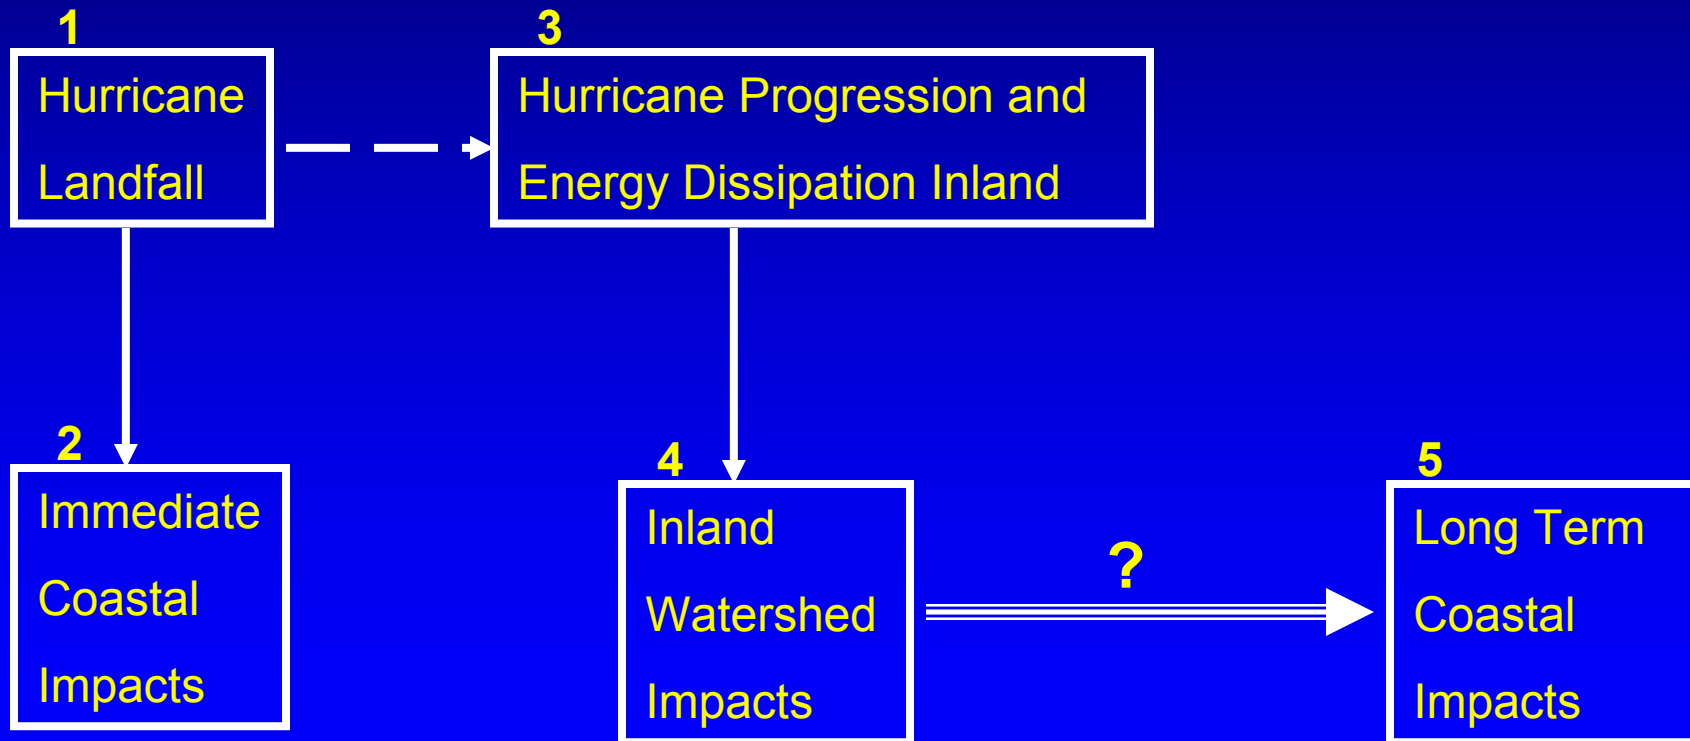 1
Hurricane
Landfall
3
Hurricane Progression and
Energy Dissipation Inland
2
Immediate
Coastal
Impacts
4
Inland
Watershed
Impacts
?
5
Long Term
Coastal
Impacts